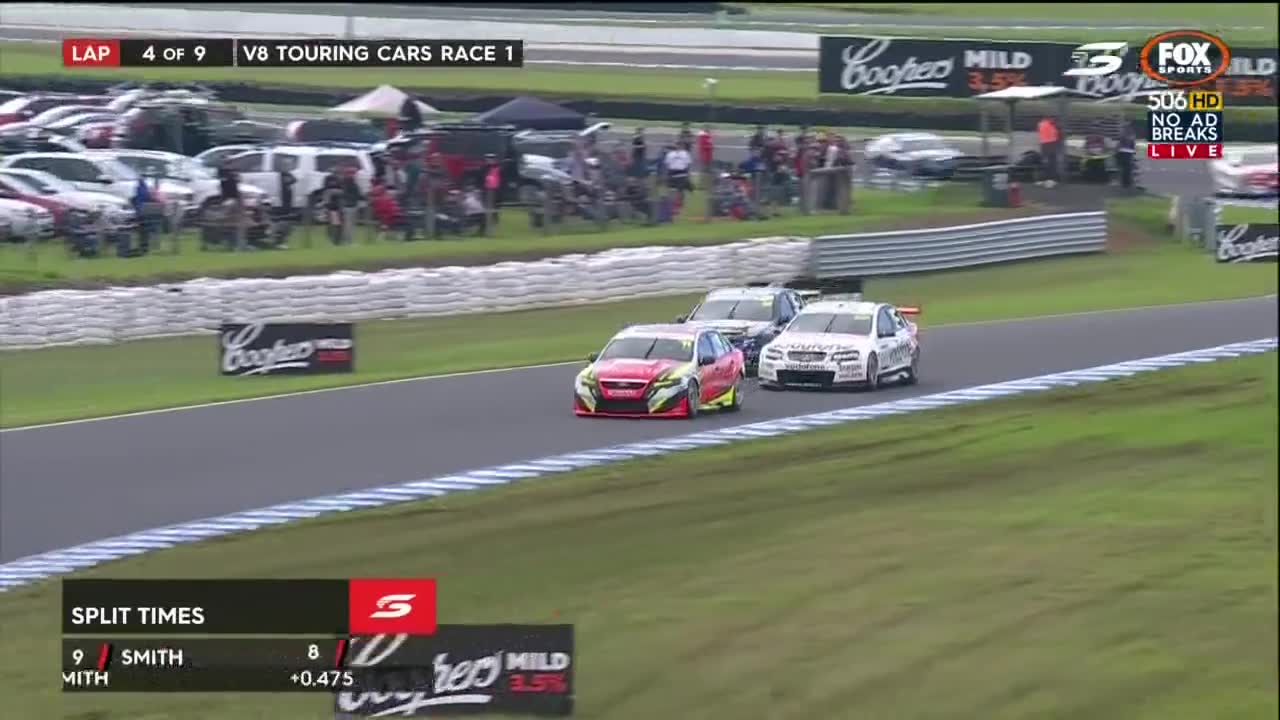 LAP 4 OF 9 V8 TOURING CARS RACE 1
Coopers MILD 3.5%
FOX SPORTS
506 HD
NO AD BREAKS
LIVE
Coopers
Coopers MILD 3.5%
vodafone
SPLIT TIMES
9 SMITH 8
MITH +0.475
Coopers MILD 3.5%